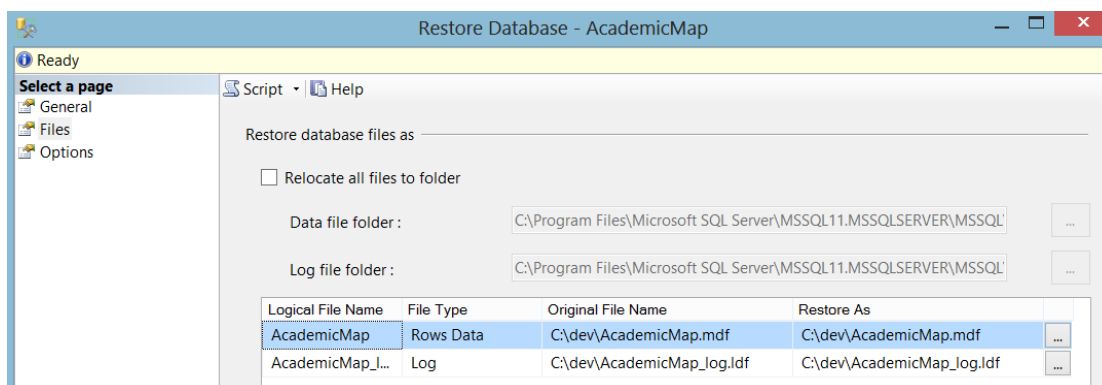 Restore Database - AcademicMap
Ready
Select a page
General
Files
Options
Script
Help
Restore database files as
Relocate all files to folder
Data file folder :
C:\Program Files\Microsoft SQL Server\MSSQL11.MSSQLSERVER\MSSQL
...
Log file folder :
C:\Program Files\Microsoft SQL Server\MSSQL11.MSSQLSERVER\MSSQL
...
Logical File Name File Type Original File Name Restore As
AcademicMap Rows Data C:\dev\AcademicMap.mdf C:\dev\AcademicMap.mdf ...
AcademicMap_l... Log C:\dev\AcademicMap_log.ldf C:\dev\AcademicMap_log.ldf ...